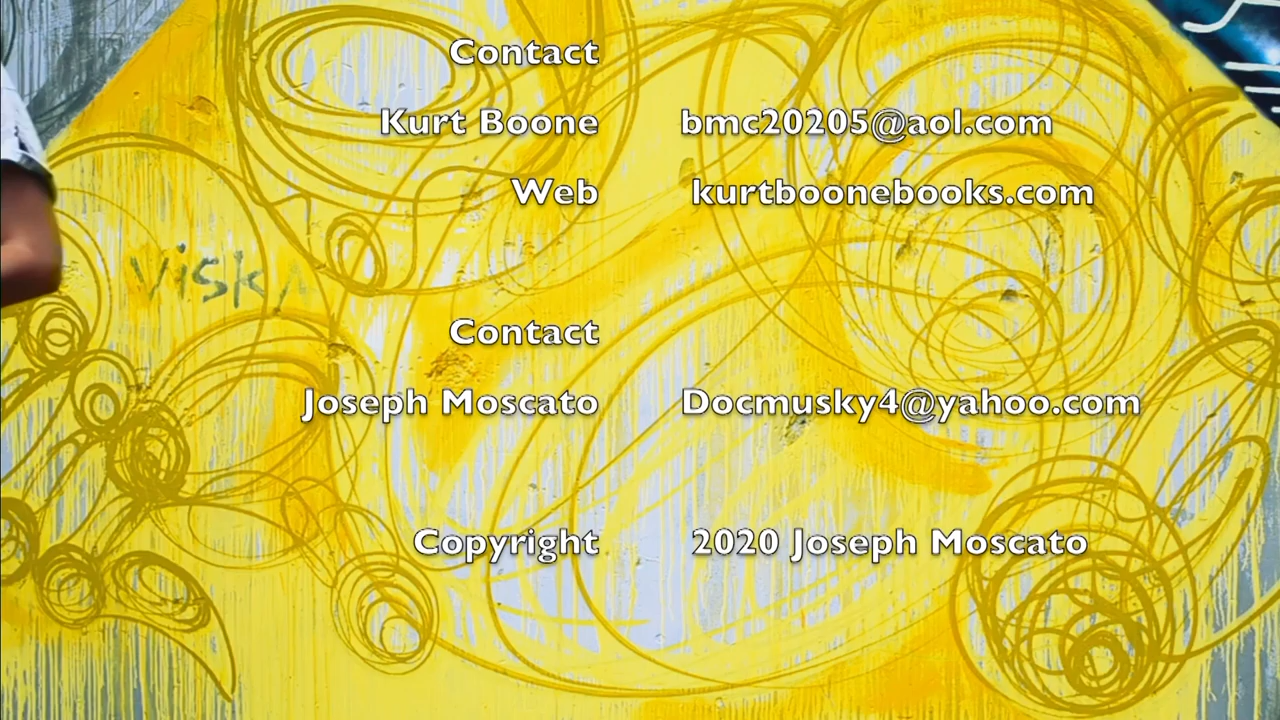 Contact
Kurt Boone bmc20205@aol.com
Web kurtboonebooks.com
Viska
Contact
Joseph Moscato Docmusky4@yahoo.com
Copyright 2020 Joseph Moscato